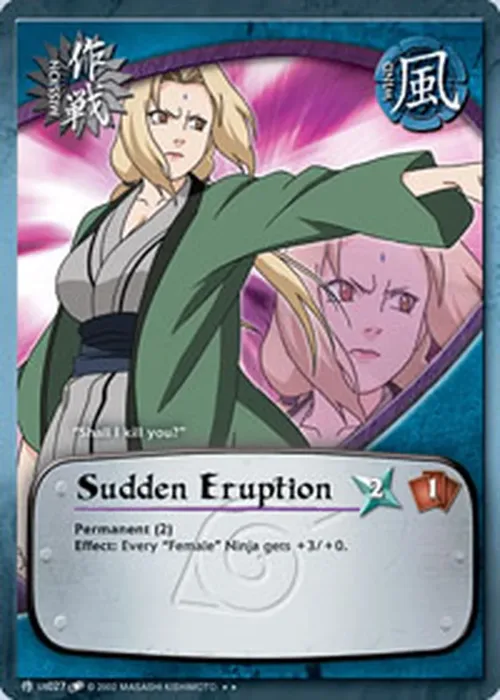 作戦
MISSION
風
WIND
"Shall I kill you?"
Sudden Eruption 2 1
Permanent (2)
Effect: Every "Female" Ninja gets +3/+0.
027 © 2002 MASASHI KISHIMOTO